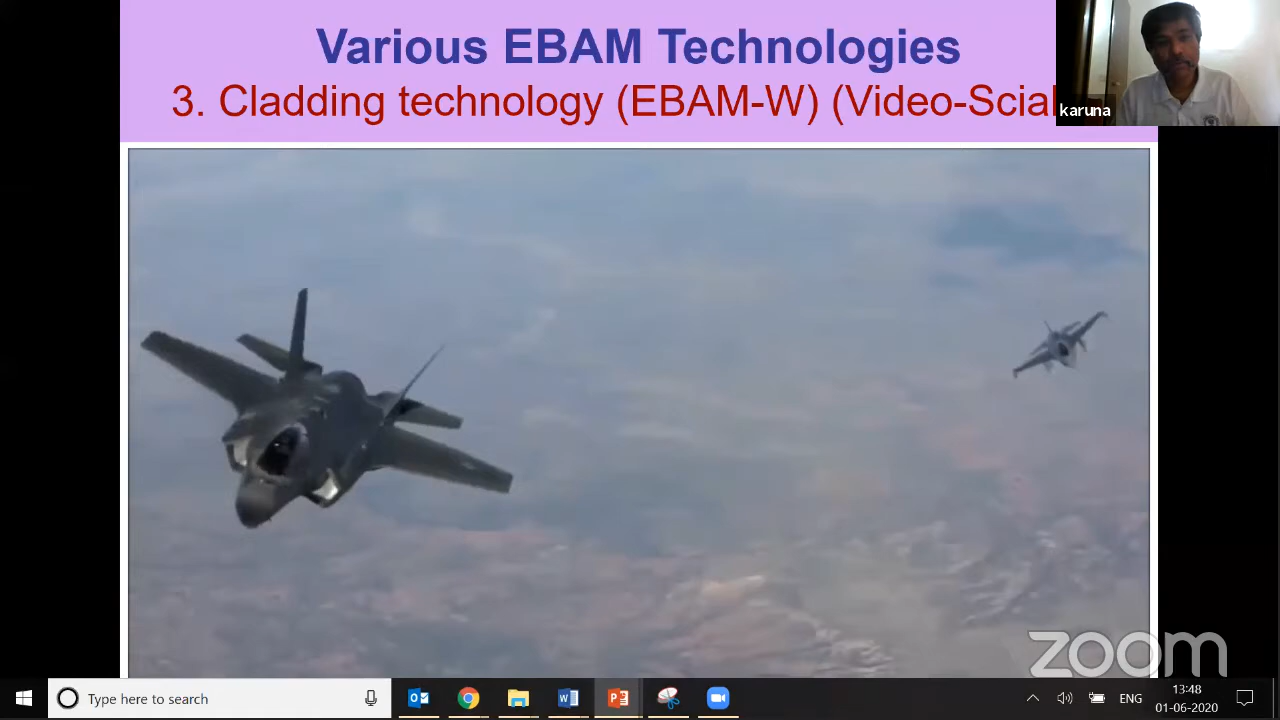 Various EBAM Technologies
3. Cladding technology (EBAM-W) (Video-Scia
karuna
zoom
Type here to search
ENG
13:48
01-06-2020